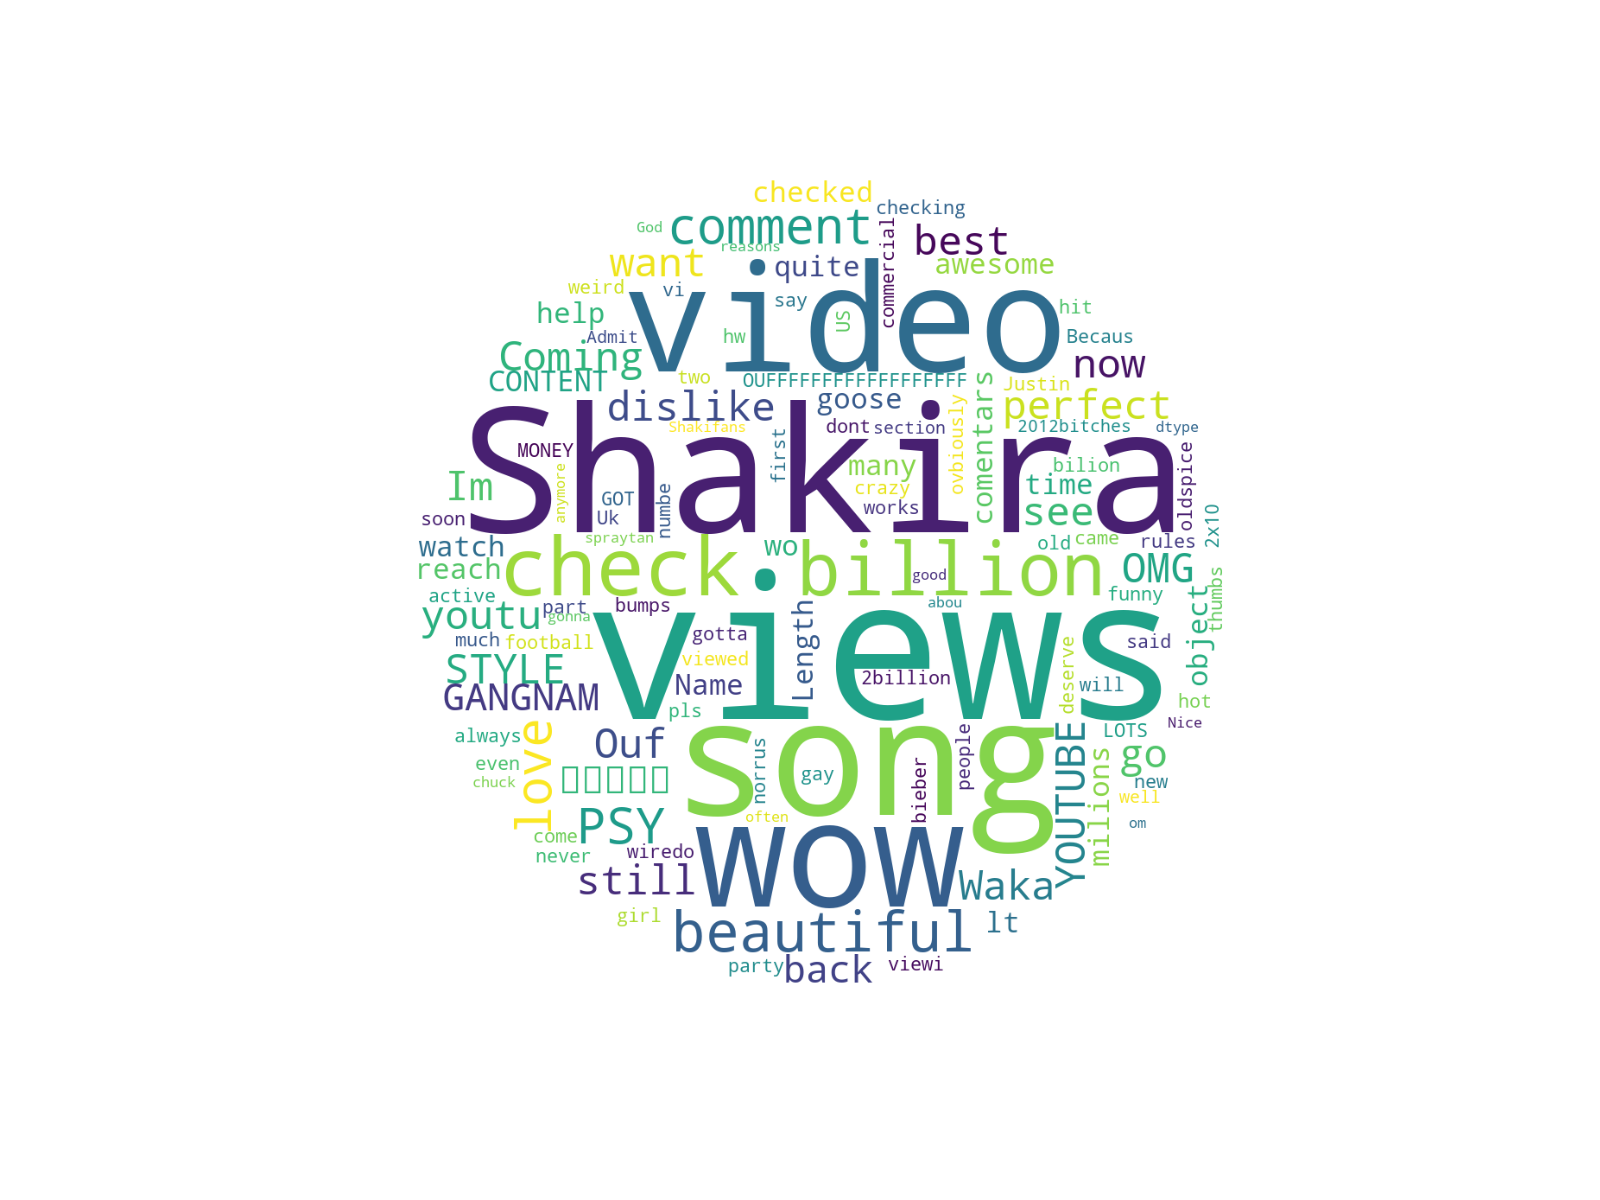 checked
checking
God
comment
commercial
best
reasons
want
quite
awesome
weird
vi
video
say
help
US
hit
Admit
hw
Becaus
Coming
now
CONTENT
two
OUFFFFFFFFFFFFFFFFFF
Justin
dislike
goose
comentars
perfect
Shakira
Shakifans
dont
section
ovbiously
2012bitches
dtype
MONEY
first
many
bilion
Im
anymore
GOT
numbe
crazy
time
oldspice
soon
Uk
works
see
2x10
watch
spraytan
check
wo
billion
old
came
rules
reach
good
OMG
active
part
bumps
abou
funny
thumbs
youtu
gonna
views
Length
object
much
football
gotta
deserve
said
STYLE
viewed
2billion
will
GANGNAM
Name
pls
hot
love
song
Nice
always
Ouf
norrus
people
YOUTUBE
LOTS
go
even
gay
bieber
milions
new
chuck
often
well
PSY
wow
om
come
never
wiredo
still
Waka
girl
beautiful
lt
party
back
viewi